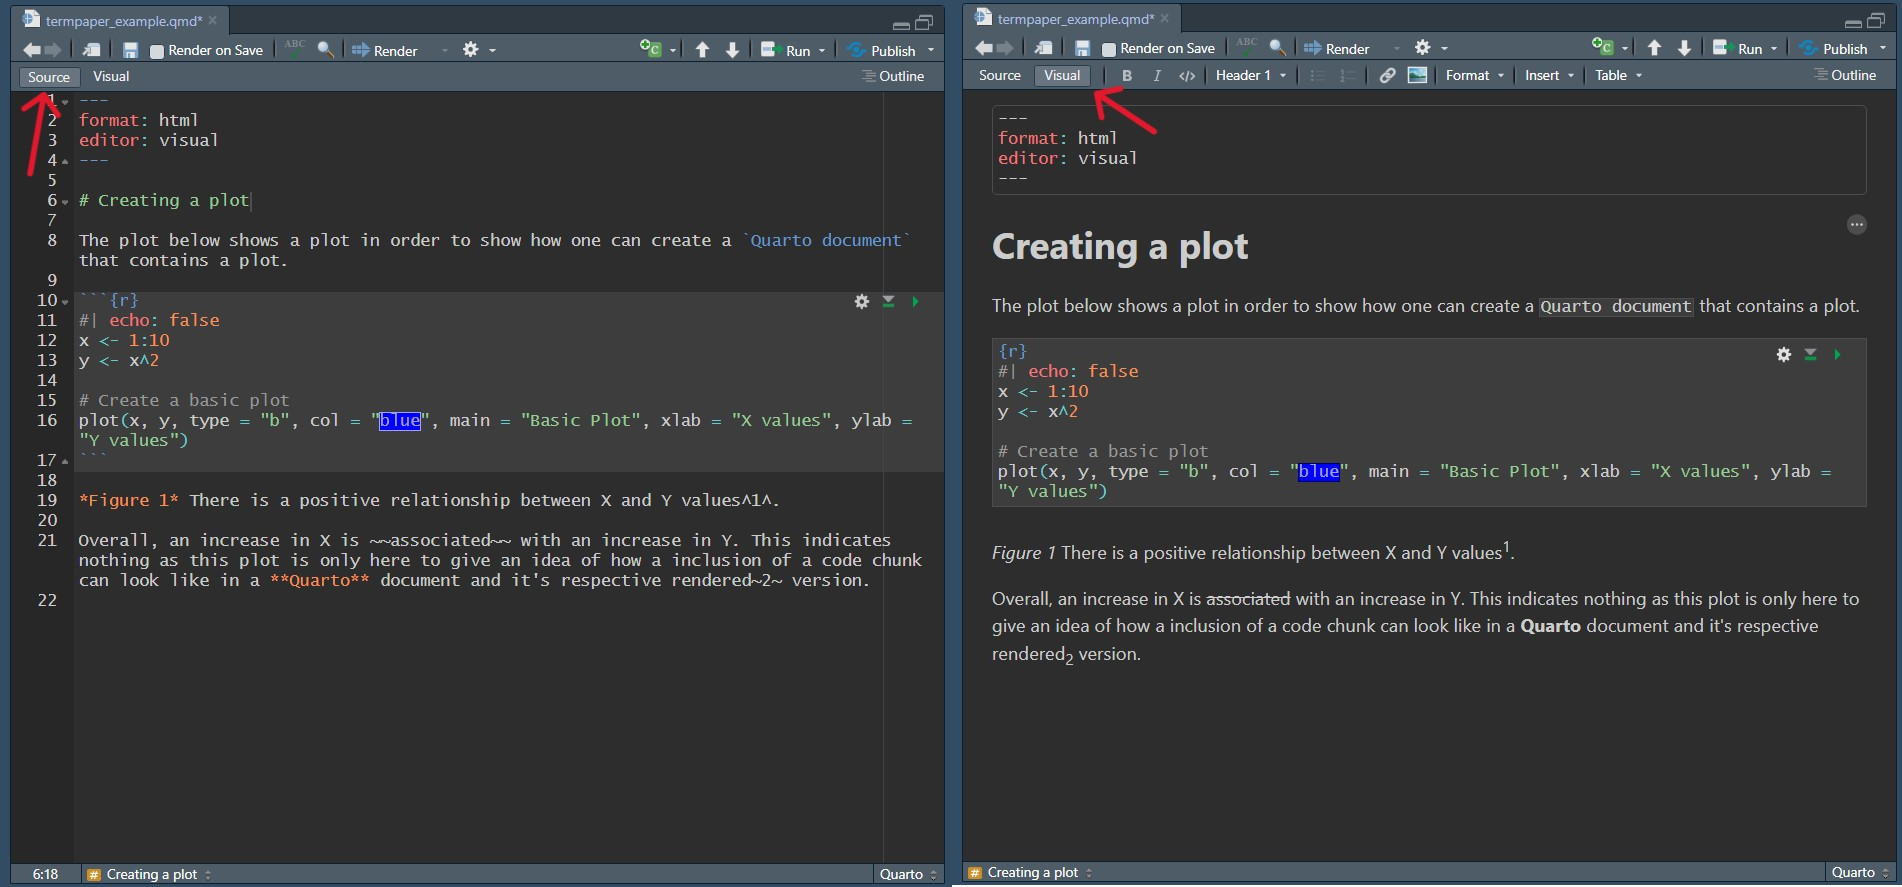 termpaper_example.qmd*
Render on Save
ABC
Render
Run
Publish
Source
Visual
Outline
1 ---
2 format: html
3 editor: visual
4 ---
5
6 # Creating a plot
7
8 The plot below shows a plot in order to show how one can create a `Quarto document`
that contains a plot.
9
10 ```{r}
11 #| echo: false
12 x <- 1:10
13 y <- x^2
14
15 # Create a basic plot
16 plot(x, y, type = "b", col = "blue", main = "Basic Plot", xlab = "X values", ylab =
"Y values")
17 ```
18
19 *Figure 1* There is a positive relationship between X and Y values^1^.
20
21 Overall, an increase in X is ~~associated~~ with an increase in Y. This indicates
nothing as this plot is only here to give an idea of how a inclusion of a code chunk
can look like in a **Quarto** document and it's respective rendered~2~ version.
22
6:18
# Creating a plot
Quarto
termpaper_example.qmd*
Render on Save
ABC
Render
Run
Publish
Source
Visual
B
I
</>
Header 1
Format
Insert
Table
Outline
---
format: html
editor: visual
---
Creating a plot
The plot below shows a plot in order to show how one can create a Quarto document that contains a plot.
{r}
#| echo: false
x <- 1:10
y <- x^2
# Create a basic plot
plot(x, y, type = "b", col = "blue", main = "Basic Plot", xlab = "X values", ylab =
"Y values")
Figure 1 There is a positive relationship between X and Y values¹.
Overall, an increase in X is associated with an increase in Y. This indicates nothing as this plot is only here to
give an idea of how a inclusion of a code chunk can look like in a Quarto document and it's respective
rendered₂ version.
# Creating a plot
Quarto